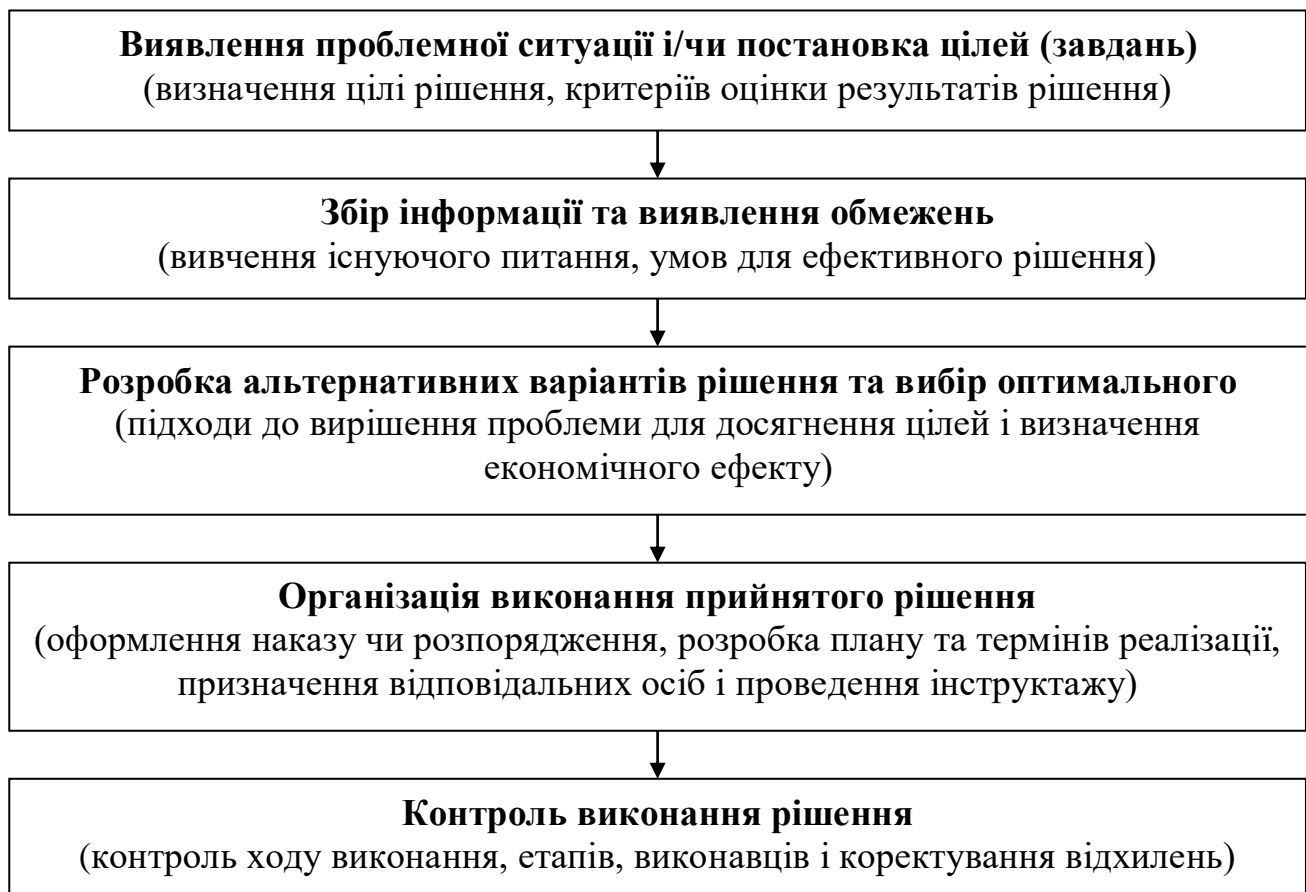 Виявлення проблемної ситуації і/чи постановка цілей (завдань)
(визначення цілі рішення, критеріїв оцінки результатів рішення)
Збір інформації та виявлення обмежень
(вивчення існуючого питання, умов для ефективного рішення)
Розробка альтернативних варіантів рішення та вибір оптимального
(підходи до вирішення проблеми для досягнення цілей і визначення
економічного ефекту)
Організація виконання прийнятого рішення
(оформлення наказу чи розпорядження, розробка плану та термінів реалізації,
призначення відповідальних осіб і проведення інструктажу)
Контроль виконання рішення
(контроль ходу виконання, етапів, виконавців і коректування відхилень)